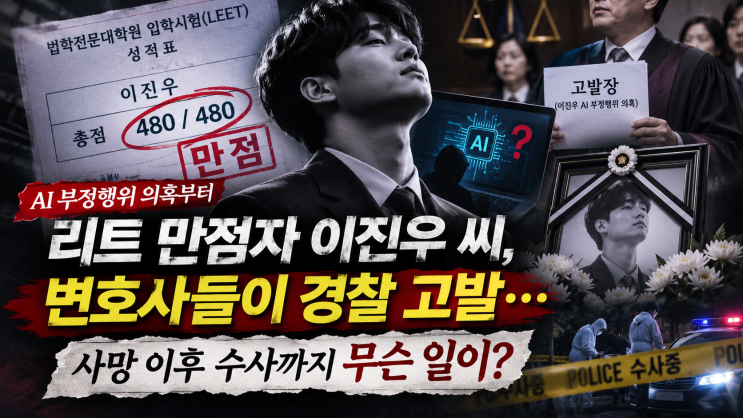 법학전문대학원 입학시험(LEET)
성적표
이진우
총점 480 / 480
만점
AI
?
고발장
(이진우 AI 부정행위 의혹)
AI 부정행위 의혹부터
리트 만점자 이진우 씨,
변호사들이 경찰 고발…
사망 이후 수사까지 무슨 일이?
POLICE 수사중